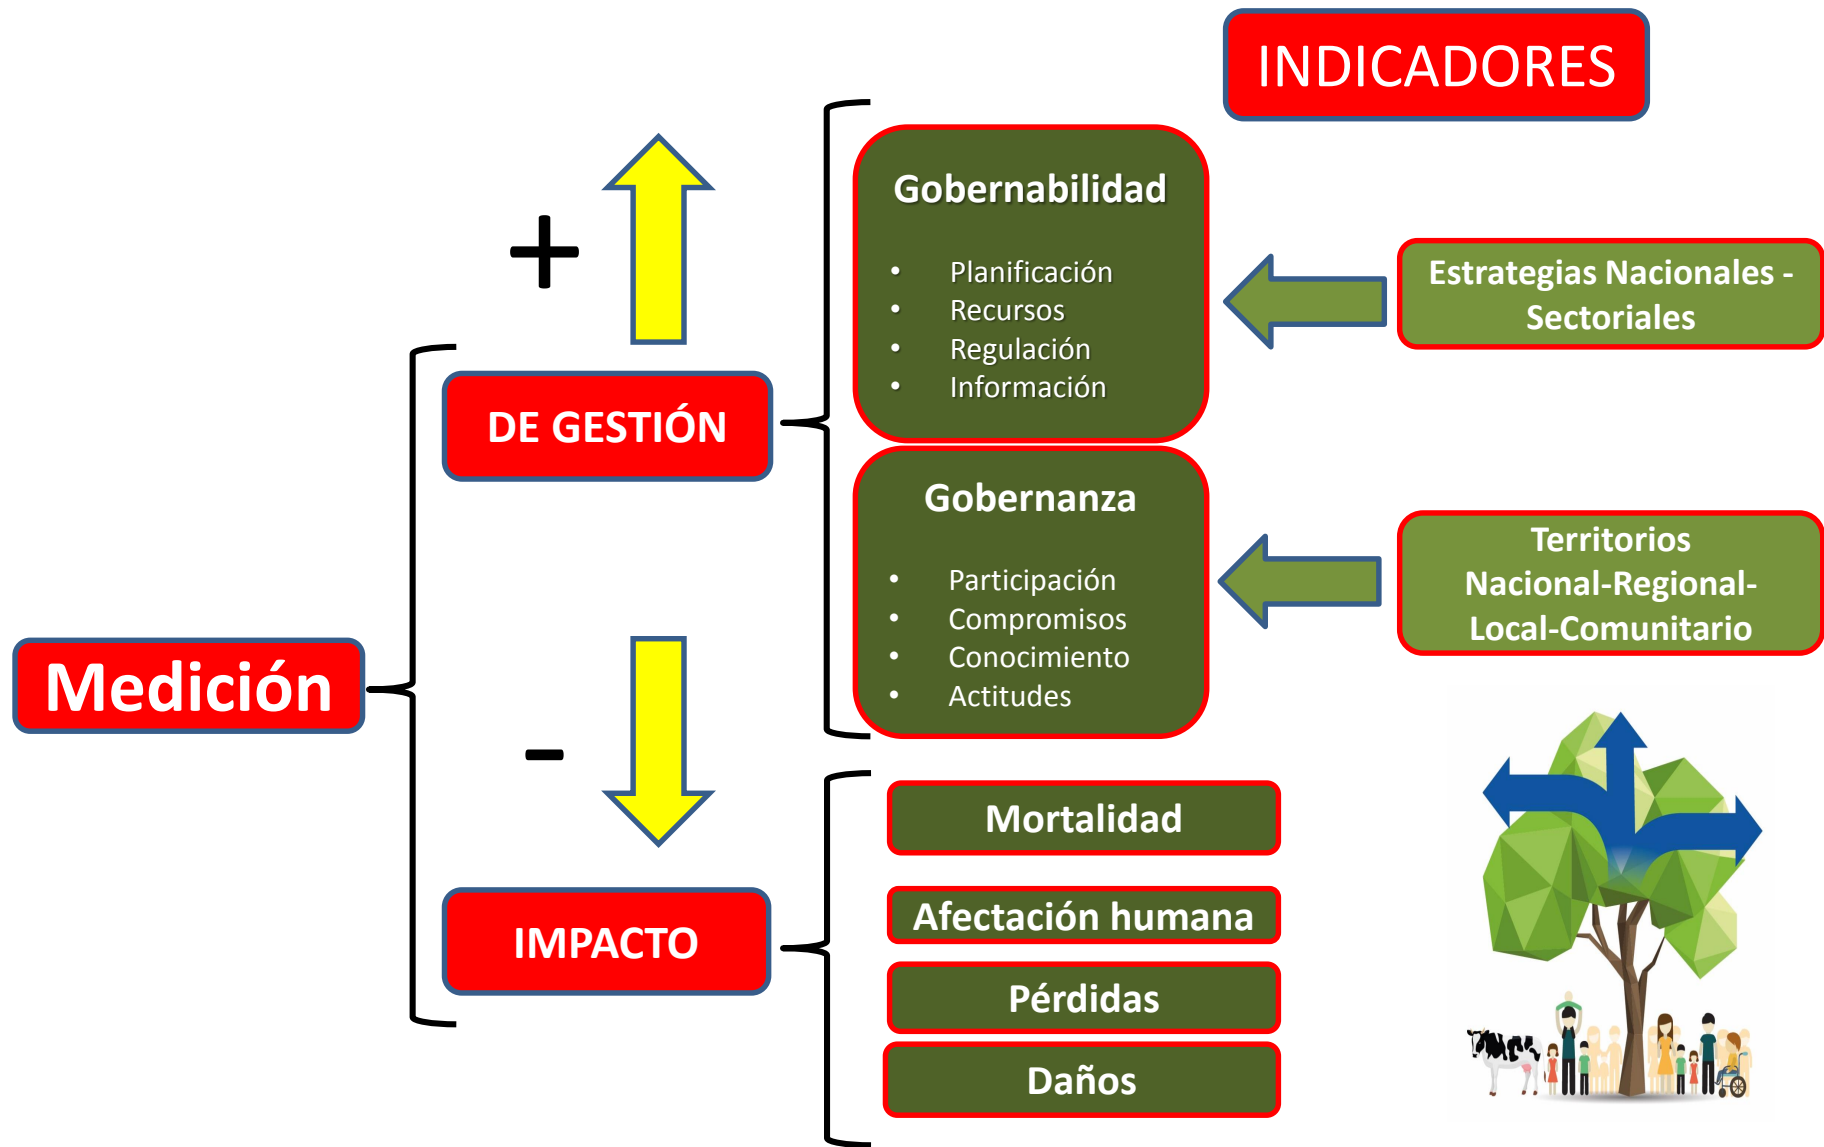 INDICADORES
+
Gobernabilidad
• Planificación
• Recursos
• Regulación
• Información
Estrategias Nacionales -
Sectoriales
DE GESTIÓN
Gobernanza
• Participación
• Compromisos
• Conocimiento
• Actitudes
Territorios
Nacional-Regional-
Local-Comunitario
Medición
-
IMPACTO
Mortalidad
Afectación humana
Pérdidas
Daños